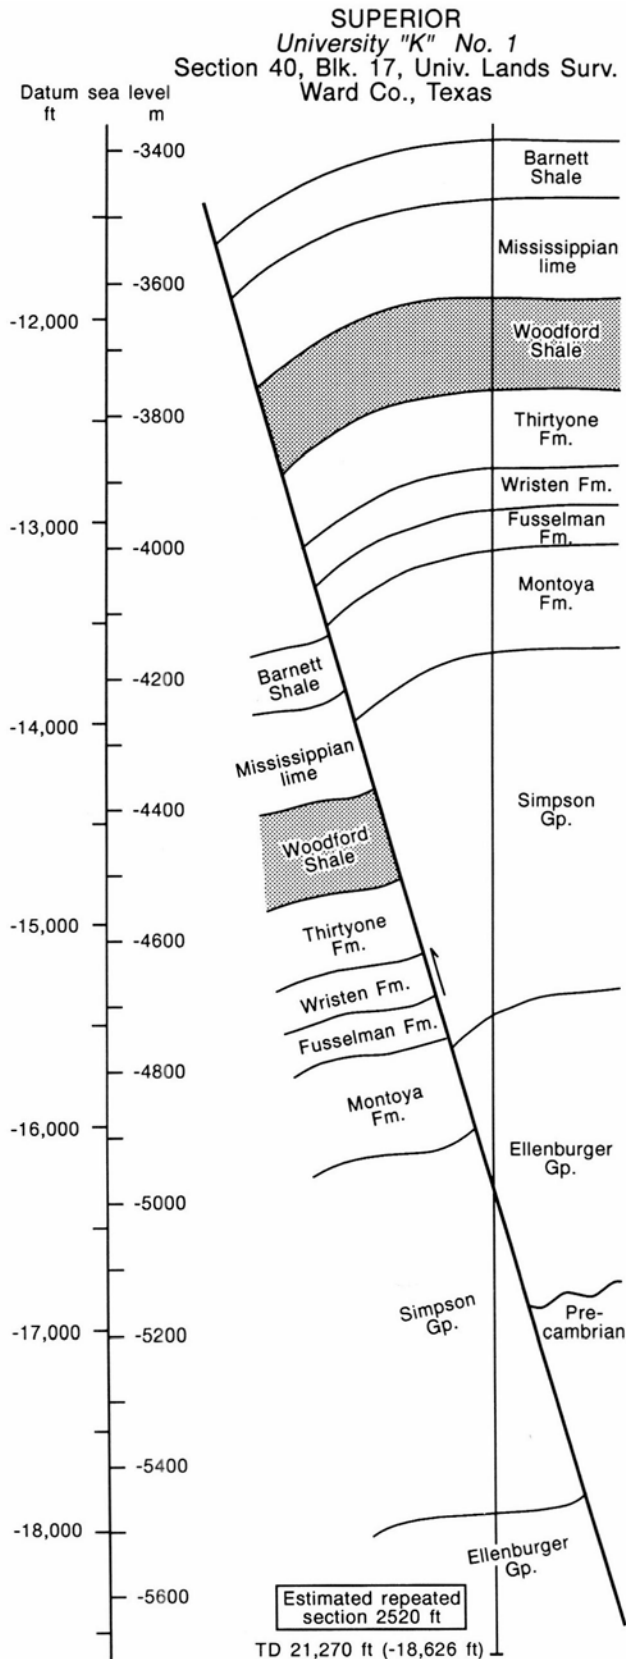 SUPERIOR
University "K" No. 1
Section 40, Blk. 17, Univ. Lands Surv.
Ward Co., Texas
Datum sea level
ft
m
-3400
Barnett
Shale
Mississippian
lime
-3600
-12,000
Woodford
Shale
-3800
Thirtyone
Fm.
Wristen Fm.
-13,000
Fusselman
Fm.
-4000
Montoya
Fm.
Barnett
Shale
-4200
-14,000
Mississippian
lime
-4400
Simpson
Gp.
Woodford
Shale
-15,000
Thirtyone
Fm.
-4600
Wristen Fm.
Fusselman Fm.
-4800
Montoya
Fm.
-16,000
Ellenburger
Gp.
-5000
Simpson
Gp.
Pre-
cambrian
-17,000
-5200
-5400
-18,000
Ellenburger
Gp.
-5600
Estimated repeated
section 2520 ft
TD 21,270 ft (-18,626 ft)